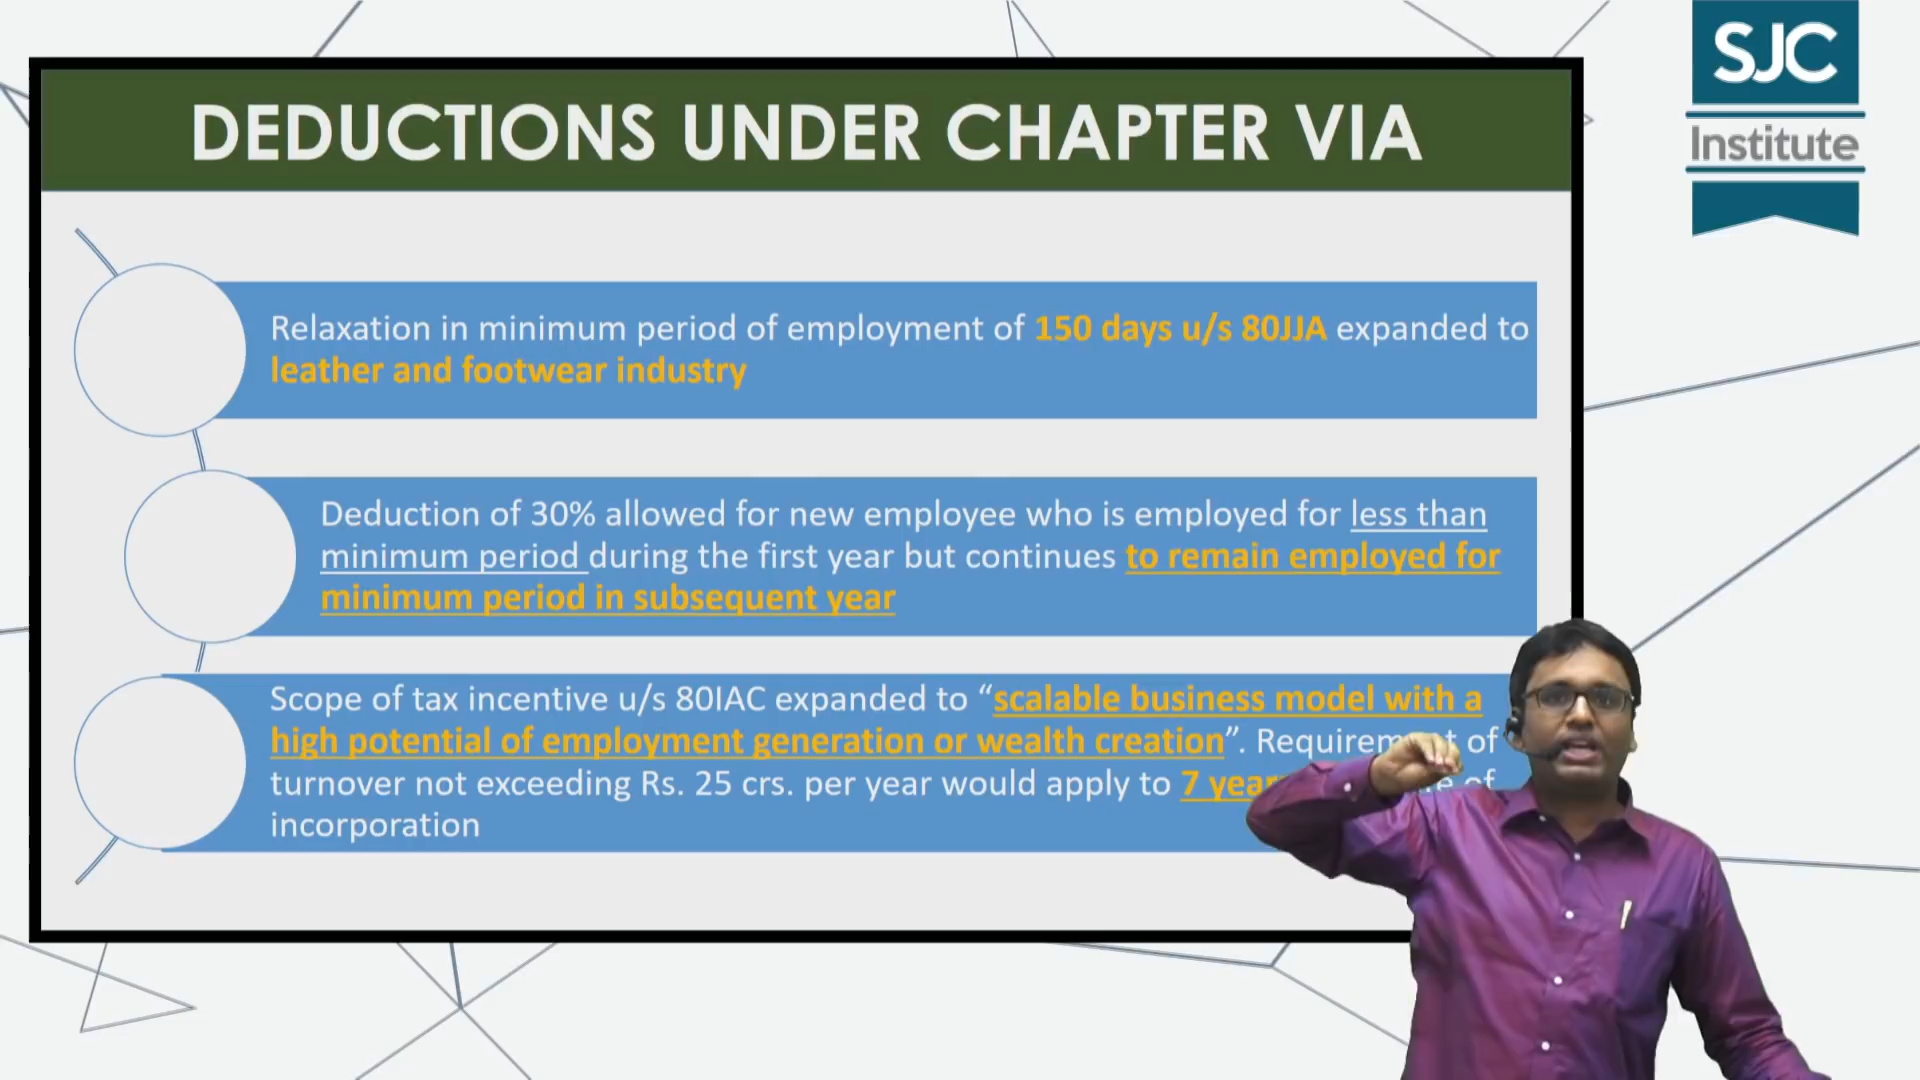 SJC
Institute
DEDUCTIONS UNDER CHAPTER VIA
Relaxation in minimum period of employment of 150 days u/s 80JJA expanded to
leather and footwear industry
Deduction of 30% allowed for new employee who is employed for less than
minimum period during the first year but continues to remain employed for
minimum period in subsequent year
Scope of tax incentive u/s 80IAC expanded to “scalable business model with a
high potential of employment generation or wealth creation”. Requirement of
turnover not exceeding Rs. 25 crs. per year would apply to 7 of
incorporation